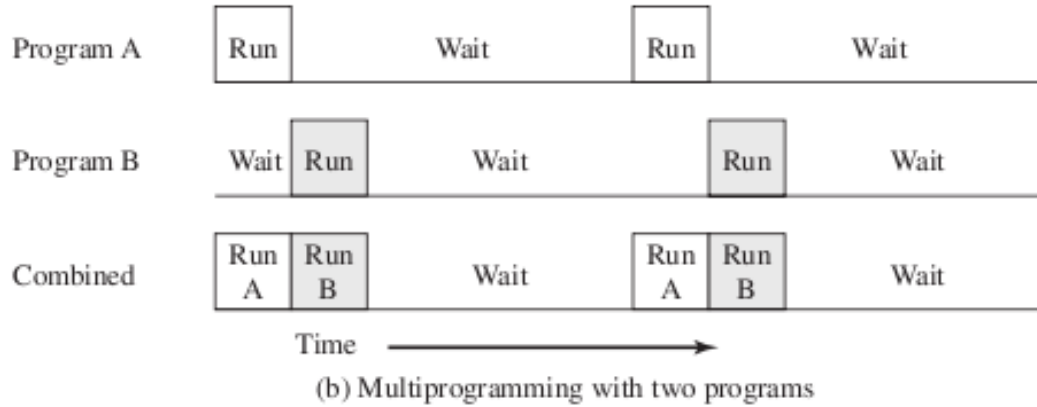 Program A Run Wait Run Wait
Program B Wait Run Wait Run Wait
Combined Run A Run B Wait Run A Run B Wait
Time
(b) Multiprogramming with two programs